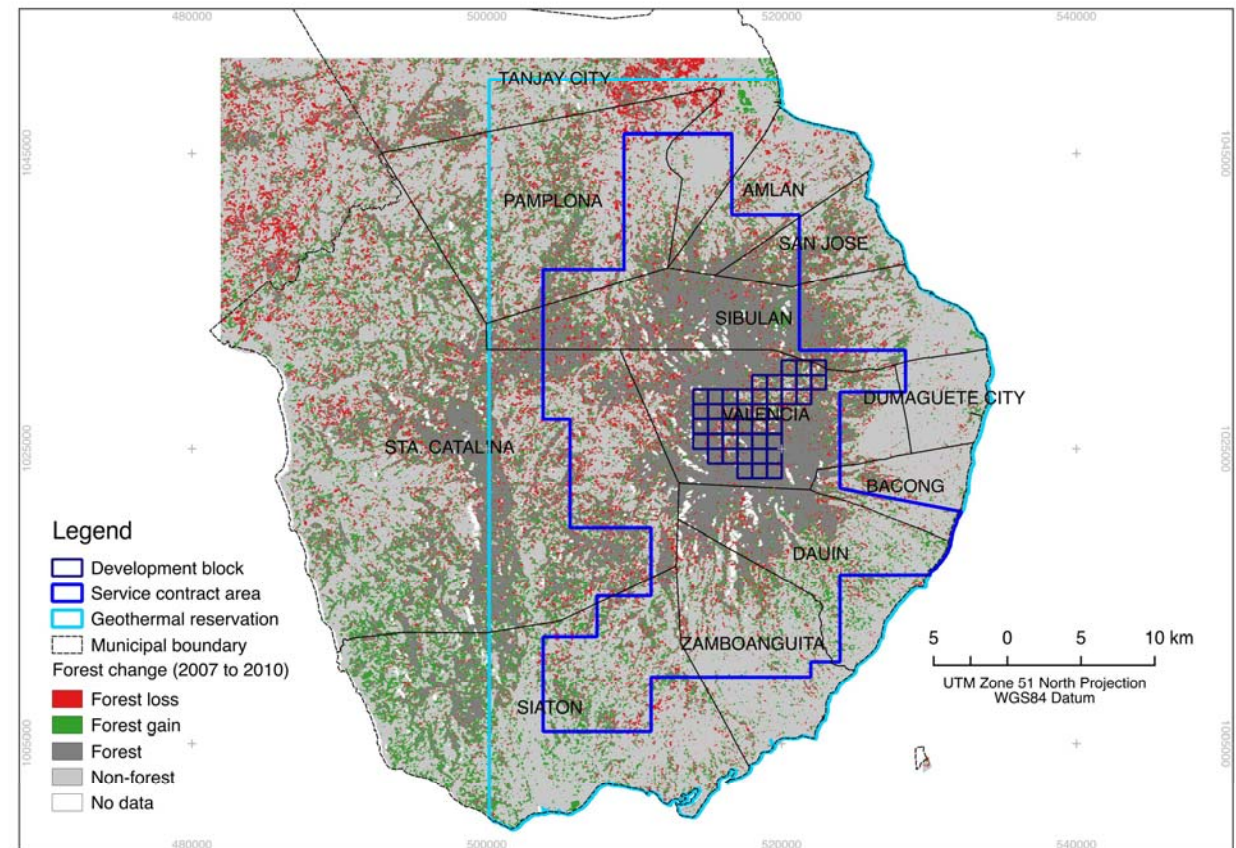 480000
500000
520000
540000
TANJAY CITY
1045000
1045000
PAMPLONA
AMLAN
SAN JOSE
SIBULAN
DUMAGUETE CITY
VALENCIA
1025000
STA. CATALINA
1025000
BACONG
Legend
DAUIN
Development block
Service contract area
Geothermal reservation
Municipal boundary
ZAMBOANGUITA
5 0 5 10 km
Forest change (2007 to 2010)
UTM Zone 51 North Projection
WGS84 Datum
Forest loss
SIATON
Forest gain
Forest
1005000
1005000
Non-forest
No data
480000
500000
520000
540000